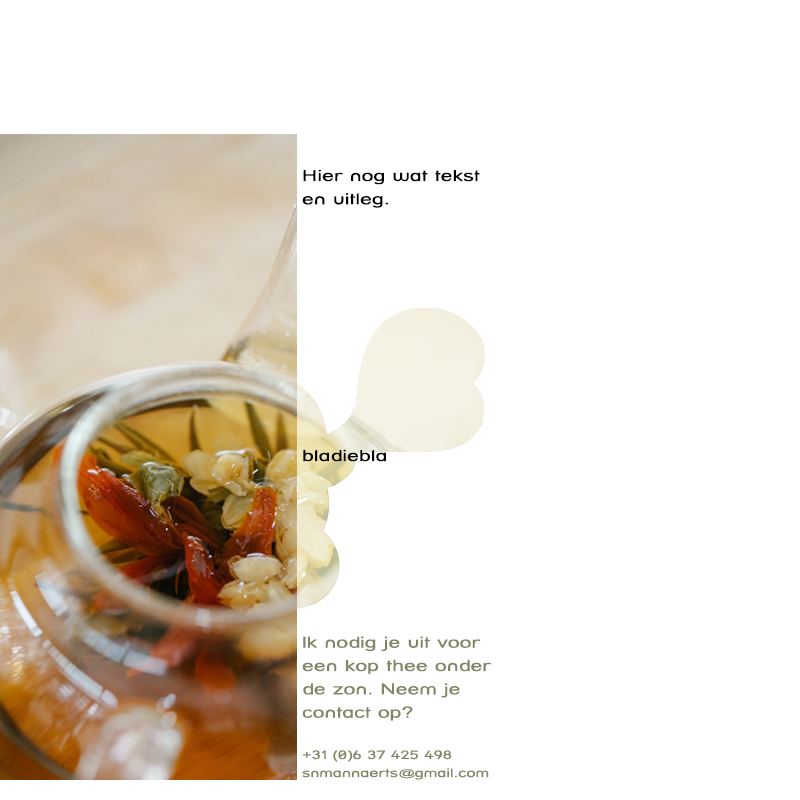 Hier nog wat tekst
en uitleg.
bladiebla
Ik nodig je uit voor
een kop thee onder
de zon. Neem je
contact op?
+31 (0)6 37 425 498
snmannaerts@gmail.com